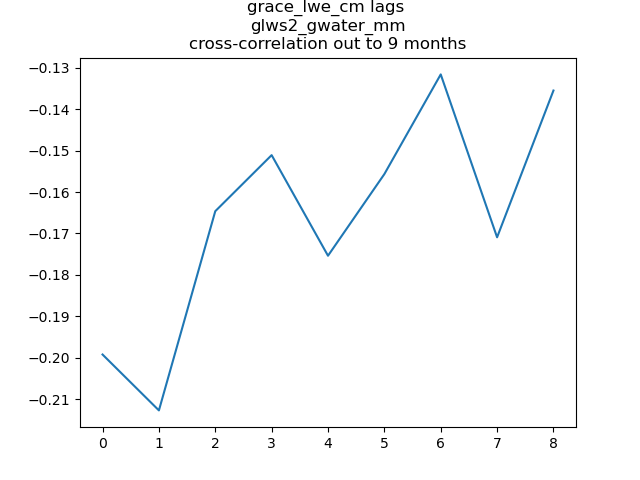 grace_lwe_cm lags
glws2_gwater_mm
cross-correlation out to 9 months
−0.13
−0.14
−0.15
−0.16
−0.17
−0.18
−0.19
−0.20
−0.21
0 1 2 3 4 5 6 7 8